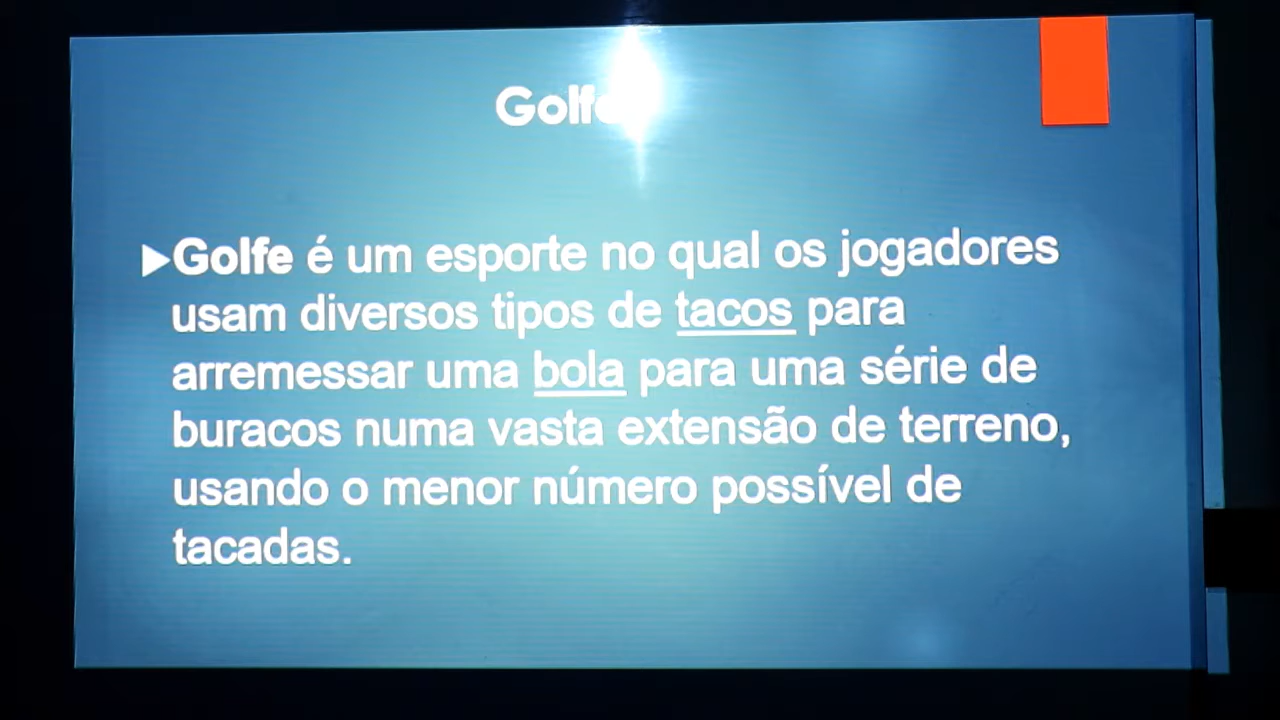 Golfe
Golfe é um esporte no qual os jogadores
usam diversos tipos de tacos para
arremessar uma bola para uma série de
buracos numa vasta extensão de terreno,
usando o menor número possível de
tacadas.